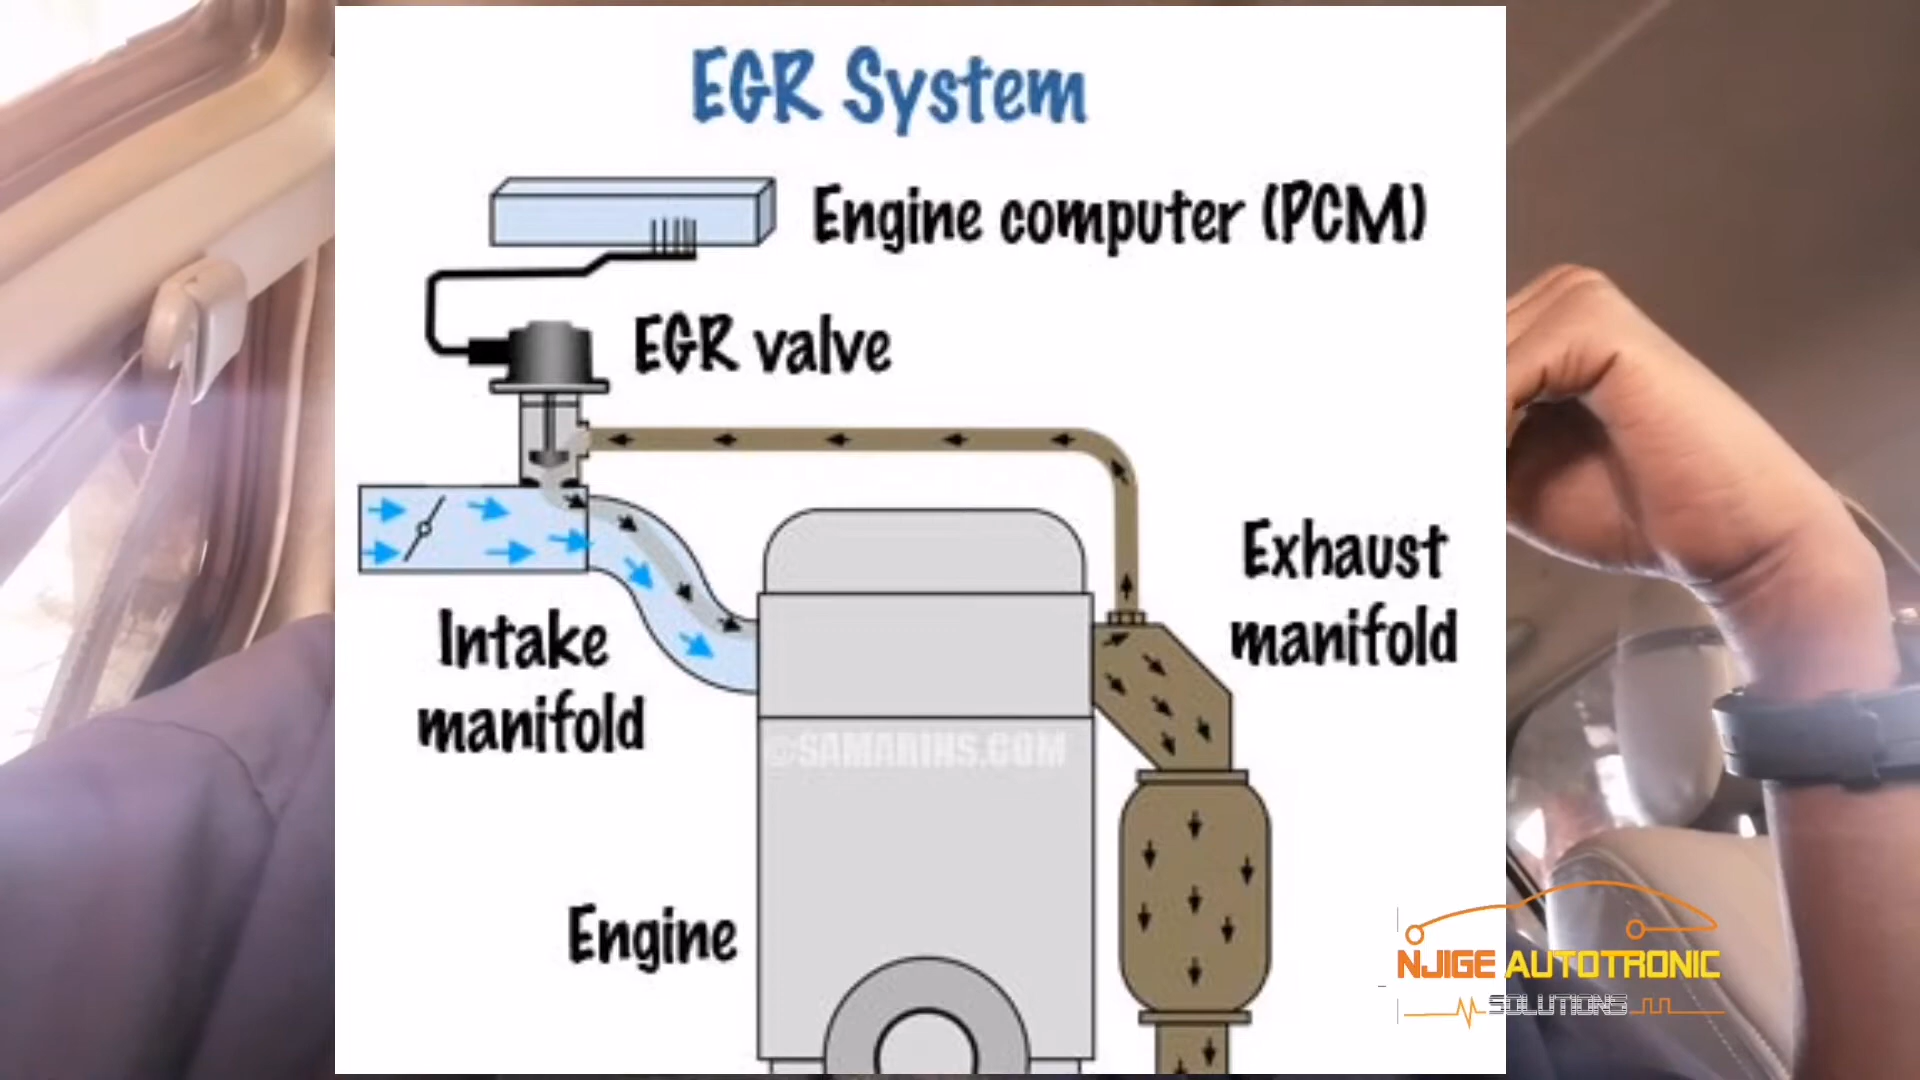 EGR System
Engine computer (PCM)
EGR valve
Exhaust
manifold
Intake
manifold
©SAMARINS.COM
Engine
NJIGE AUTOTRONIC
SOLUTIONS